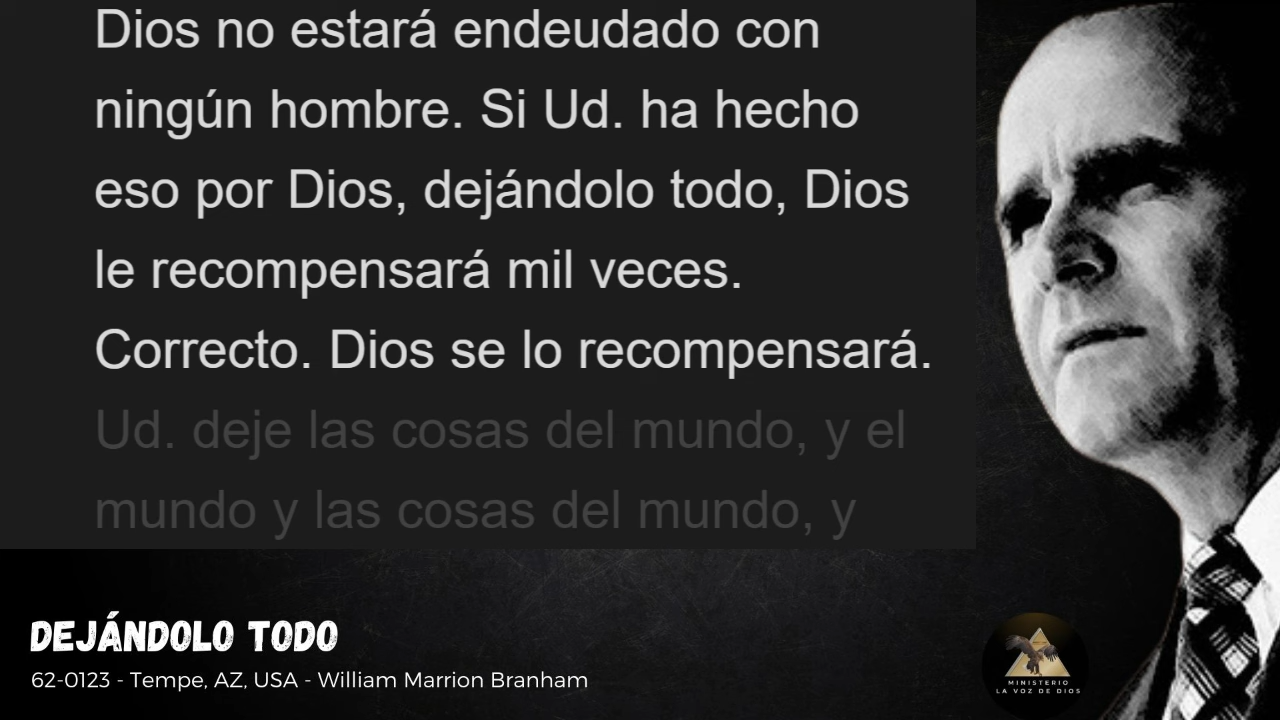 Dios no estará endeudado con
ningún hombre. Si Ud. ha hecho
eso por Dios, dejándolo todo, Dios
le recompensará mil veces.
Correcto. Dios se lo recompensará.
Ud. deje las cosas del mundo, y el
mundo y las cosas del mundo, y
DEJÁNDOLO TODO
62-0123 - Tempe, AZ, USA - William Marrion Branham
MINISTERIO
LA VOZ DE DIOS